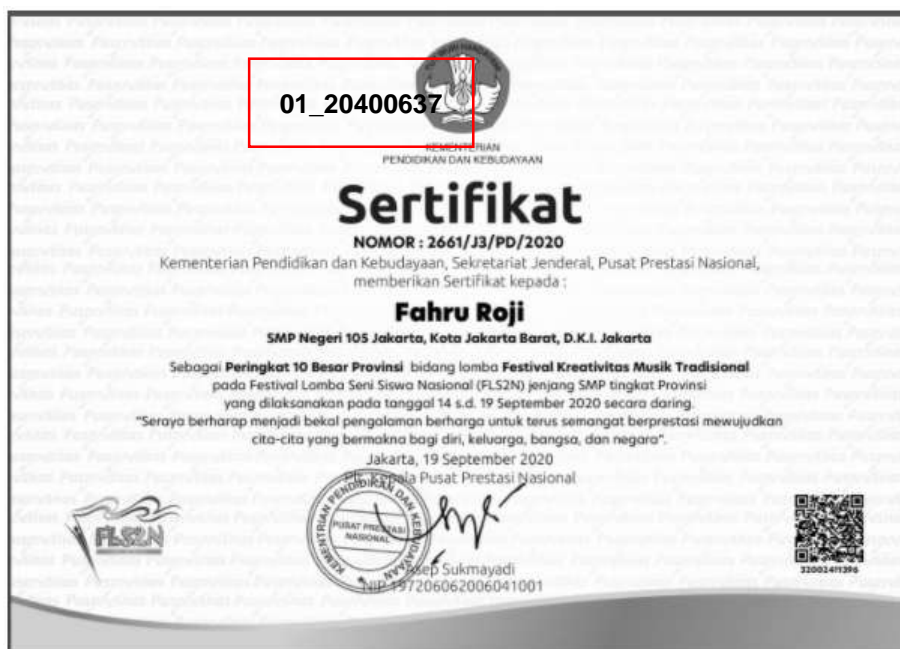 01_20400637
KEMENTERIAN
PENDIDIKAN DAN KEBUDAYAAN
Sertifikat
NOMOR : 2661/J3/PD/2020
Kementerian Pendidikan dan Kebudayaan, Sekretariat Jenderal, Pusat Prestasi Nasional,
memberikan Sertifikat kepada :
Fahru Roji
SMP Negeri 105 Jakarta, Kota Jakarta Barat, D.K.I. Jakarta
Sebagai Peringkat 10 Besar Provinsi bidang lomba Festival Kreativitas Musik Tradisional
pada Festival Lomba Seni Siswa Nasional (FLS2N) jenjang SMP tingkat Provinsi
yang dilaksanakan pada tanggal 14 s.d. 19 September 2020 secara daring.
"Seraya berharap menjadi bekal pengalaman berharga untuk terus semangat berprestasi mewujudkan
cita-cita yang bermakna bagi diri, keluarga, bangsa, dan negara".
Jakarta, 19 September 2020
Kepala Pusat Prestasi Nasional
FLS2N
KEMENTERIAN PENDIDIKAN DAN KEBUDAYAAN
PUSAT PRESTASI
NASIONAL
Asep Sukmayadi
NIP 197206062006041001